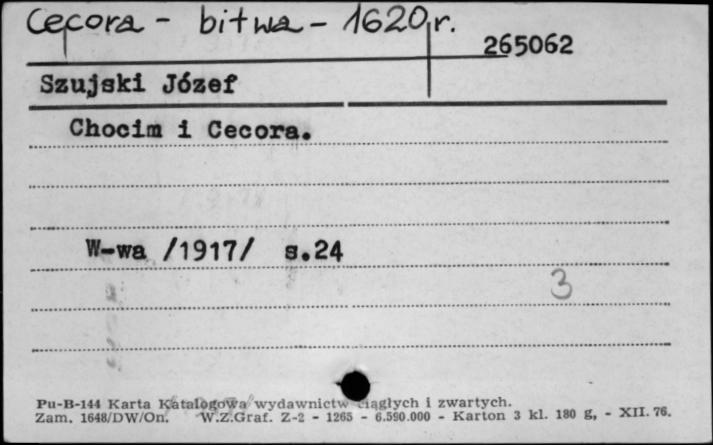 Cecora - bitwa - 1620 r.
265062
Szujski Józef
Chocim i Cecora.
W-wa /1917/ s.24
3
Pu-B-144 Karta Katalogowa wydawnictw ciągłych i zwartych.
Zam. 1648/DW/On. W.Z.Graf. Z-2 - 1265 - 6.590.000 - Karton 3 kl. 180 g, - XII. 76.